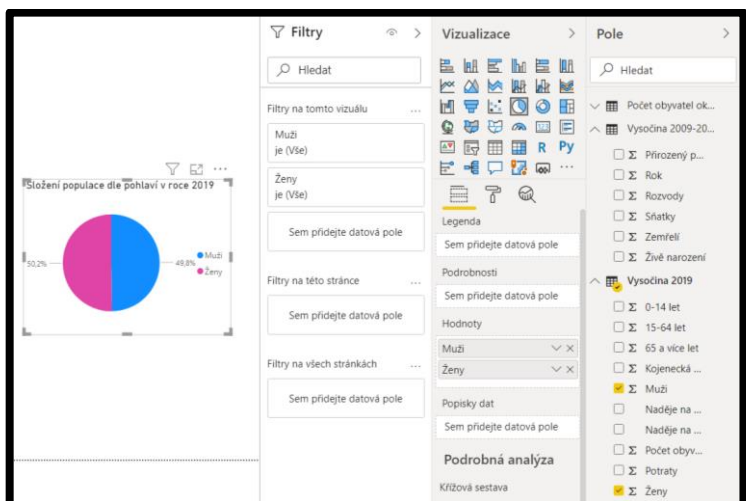 Složení populace dle pohlaví v roce 2019
50,2%
49,8%
Muži
Ženy
Filtry
Hledat
Filtry na tomto vizuálu
...
Muži
je (Vše)
Ženy
je (Vše)
Sem přidejte datová pole
Filtry na této stránce
...
Sem přidejte datová pole
Filtry na všech stránkách
...
Sem přidejte datová pole
Vizualizace
R Py
...
Legenda
Sem přidejte datová pole
Podrobnosti
Sem přidejte datová pole
Hodnoty
Muži
Ženy
Popisky dat
Sem přidejte datová pole
Podrobná analýza
Křížová sestava
Pole
Hledat
Počet obyvatel ok...
Vysočina 2009-20...
Σ Přirozený p...
Σ Rok
Σ Rozvody
Σ Sňatky
Σ Zemřelí
Σ Živě narození
Vysočina 2019
Σ 0-14 let
Σ 15-64 let
Σ 65 a více let
Σ Kojenecká ...
Σ Muži
Naděje na ...
Naděje na ...
Σ Počet obyv...
Σ Potraty
Σ Ženy